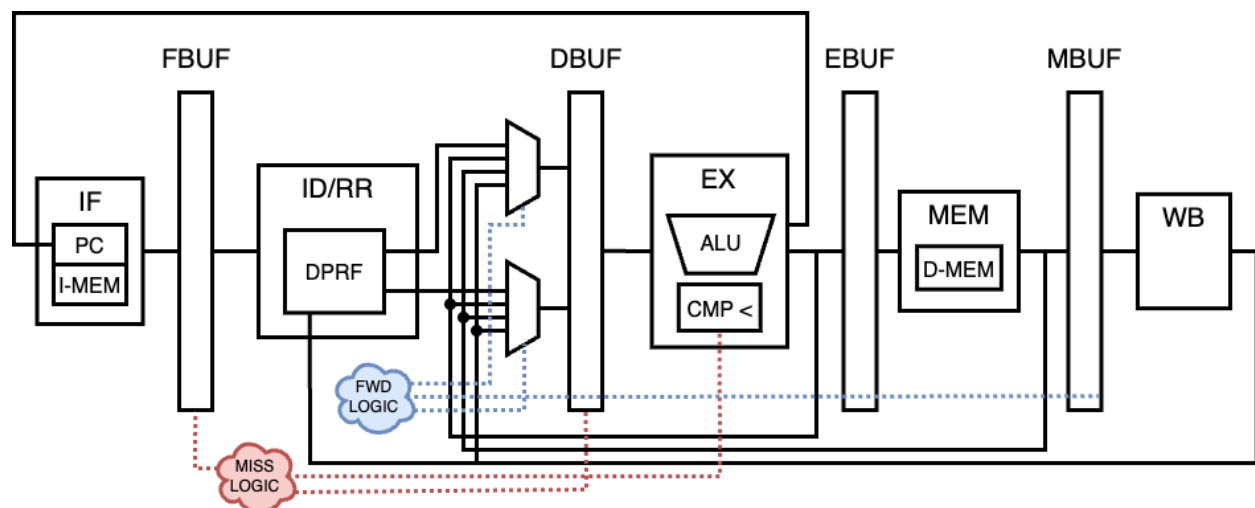 FBUF
DBUF
EBUF
MBUF
IF
PC
I-MEM
ID/RR
DPRF
EX
ALU
CMP <
MEM
D-MEM
WB
FWD
LOGIC
MISS
LOGIC